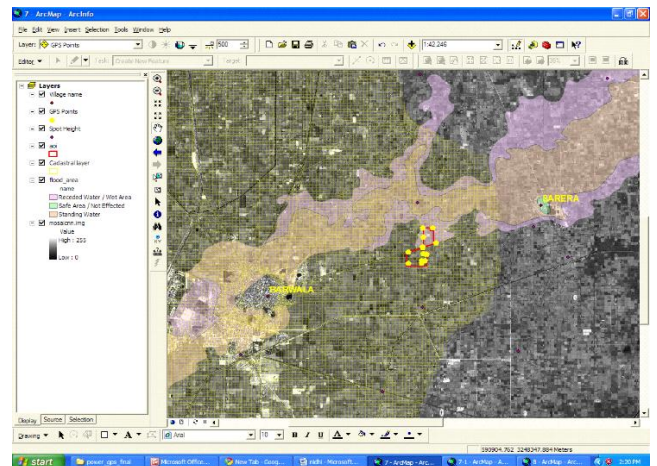 7 - ArcMap - ArcInfo
File Edit View Insert Selection Tools Window Help
Layer: GPS Points 500 1:42,246
Editor Task: Create New Feature Target:
Layers
Village name
GPS Points
Spot Height
aoi
Cadastral layer
flood_area
name
Receded Water / Wet Area
Safe Area / Not Effected
Standing Water
mosaicnn.img
Value
High : 255
Low : 0
BARWALA
Display Source Selection
Drawing Arial 10 B I U A
590904.762 3248347.884 Meters
start power_gps_final Microsoft Office... New Tab - Goog... nidhi - Microsoft... 7 - ArcMap - Arc... 7-1 - ArcMap - A... 8 - ArcMap - Arc... 2:30 PM